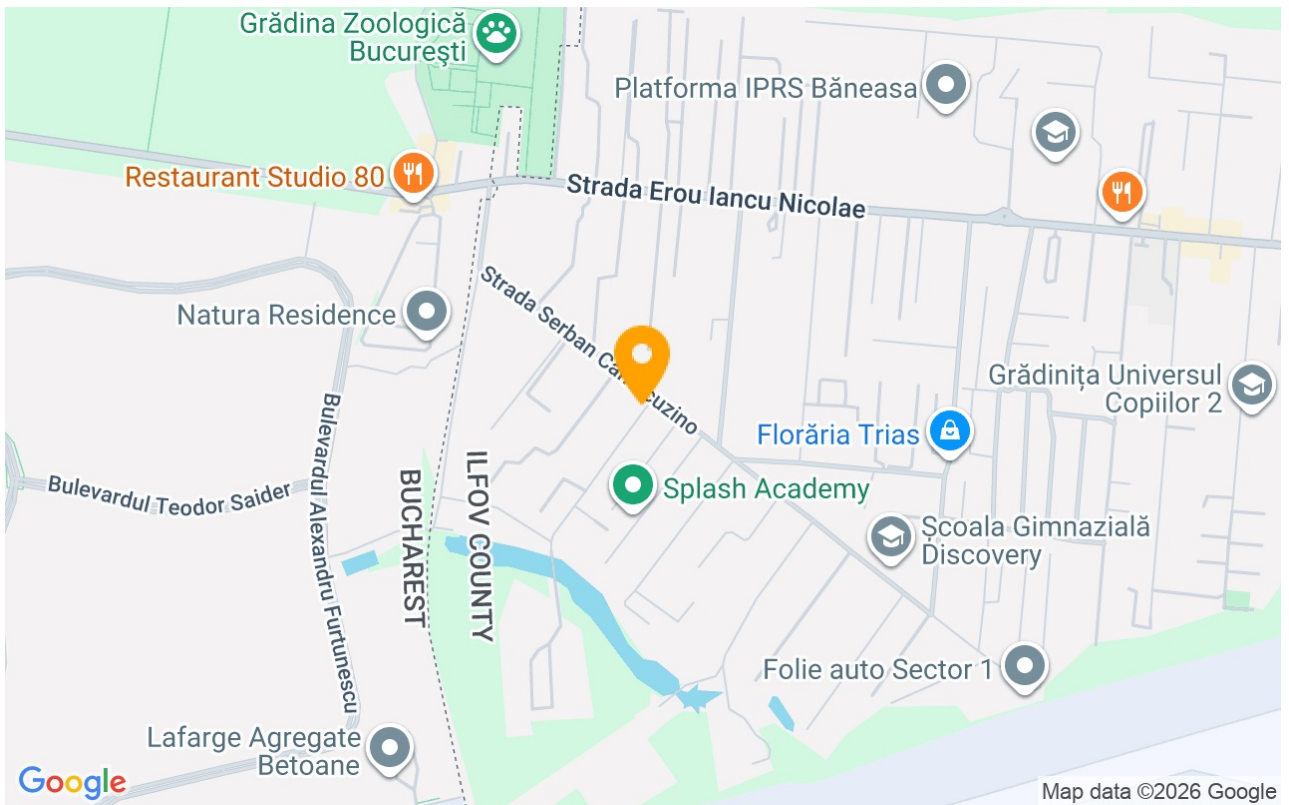 Grădina Zoologică
Bucureşti
Platforma IPRS Băneasa
Restaurant Studio 80
Strada Erou Iancu Nicolae
Strada Serban
Natura Residence
Grădinița Universul
Copiilor 2
Florăria Trias
Bulevardul Teodor Saider
Bulevardul Alexandru Furtunescu
BUCHAREST
ILFOV COUNTY
Splash Academy
Școala Gimnazială
Discovery
Folie auto Sector 1
Lafarge Agregate
Betoane
Google
Map data ©2026 Google